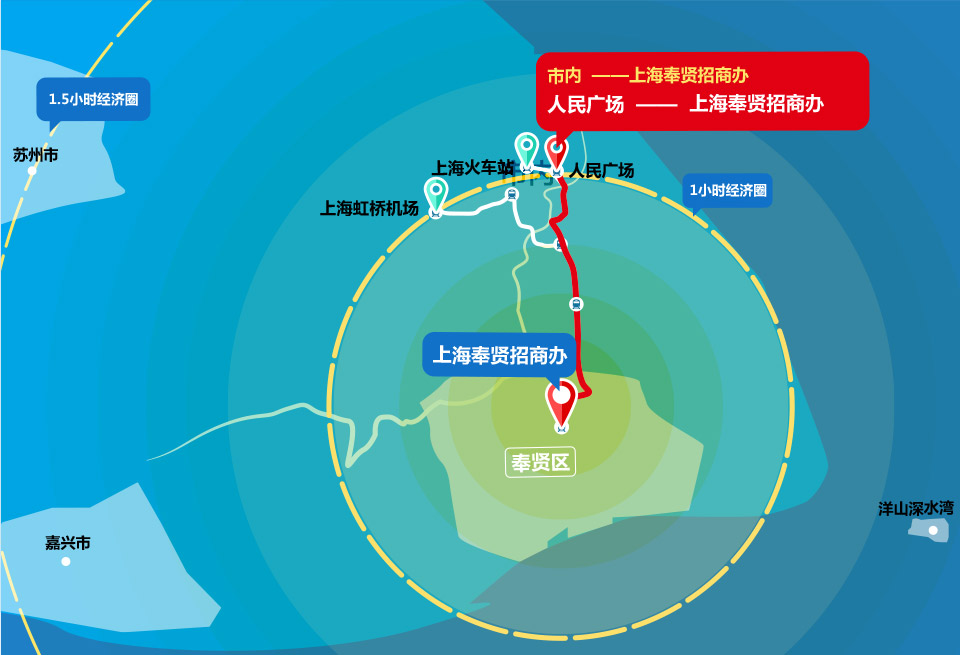 市内 ——上海奉贤招商办
人民广场 —— 上海奉贤招商办
1.5小时经济圈
苏州市
上海火车站
市内
人民广场
1小时经济圈
上海虹桥机场
上海奉贤招商办
奉贤区
洋山深水湾
嘉兴市